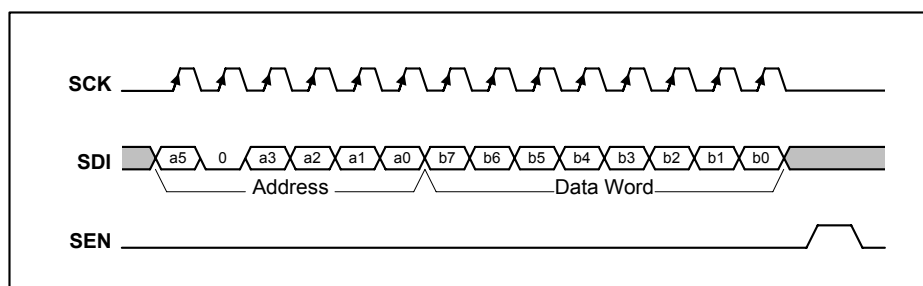 SCK
SDI a5 0 a3 a2 a1 a0 b7 b6 b5 b4 b3 b2 b1 b0
Address Data Word
SEN